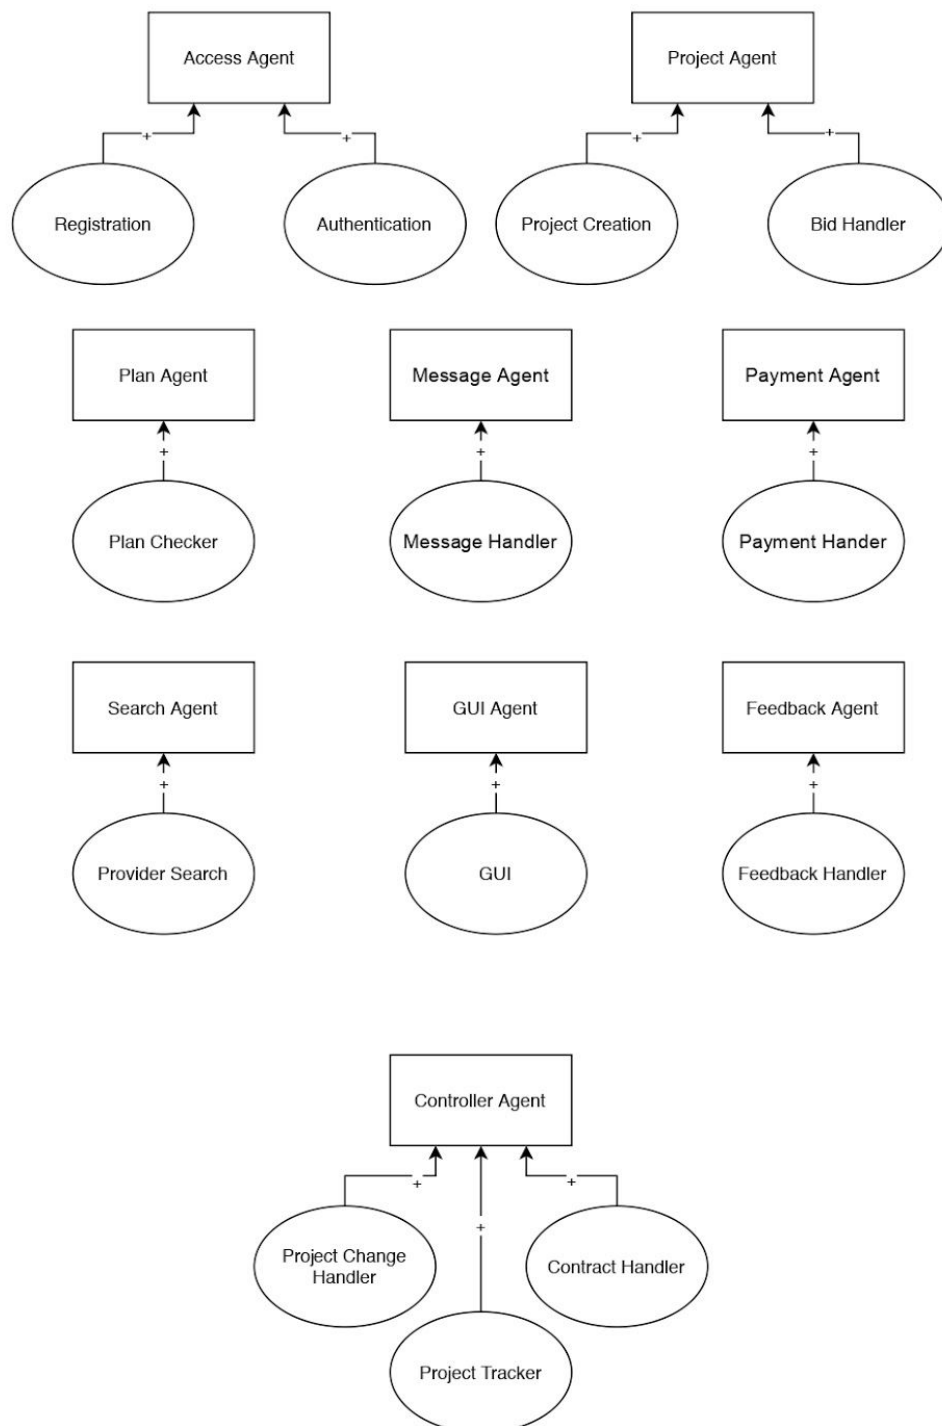 Access Agent
Project Agent
+
+
+
+
Registration
Authentication
Project Creation
Bid Handler
Plan Agent
Message Agent
Payment Agent
+
+
+
Plan Checker
Message Handler
Payment Hander
Search Agent
GUI Agent
Feedback Agent
+
+
+
Provider Search
GUI
Feedback Handler
Controller Agent
+
+
+
Project Change
Handler
Contract Handler
Project Tracker